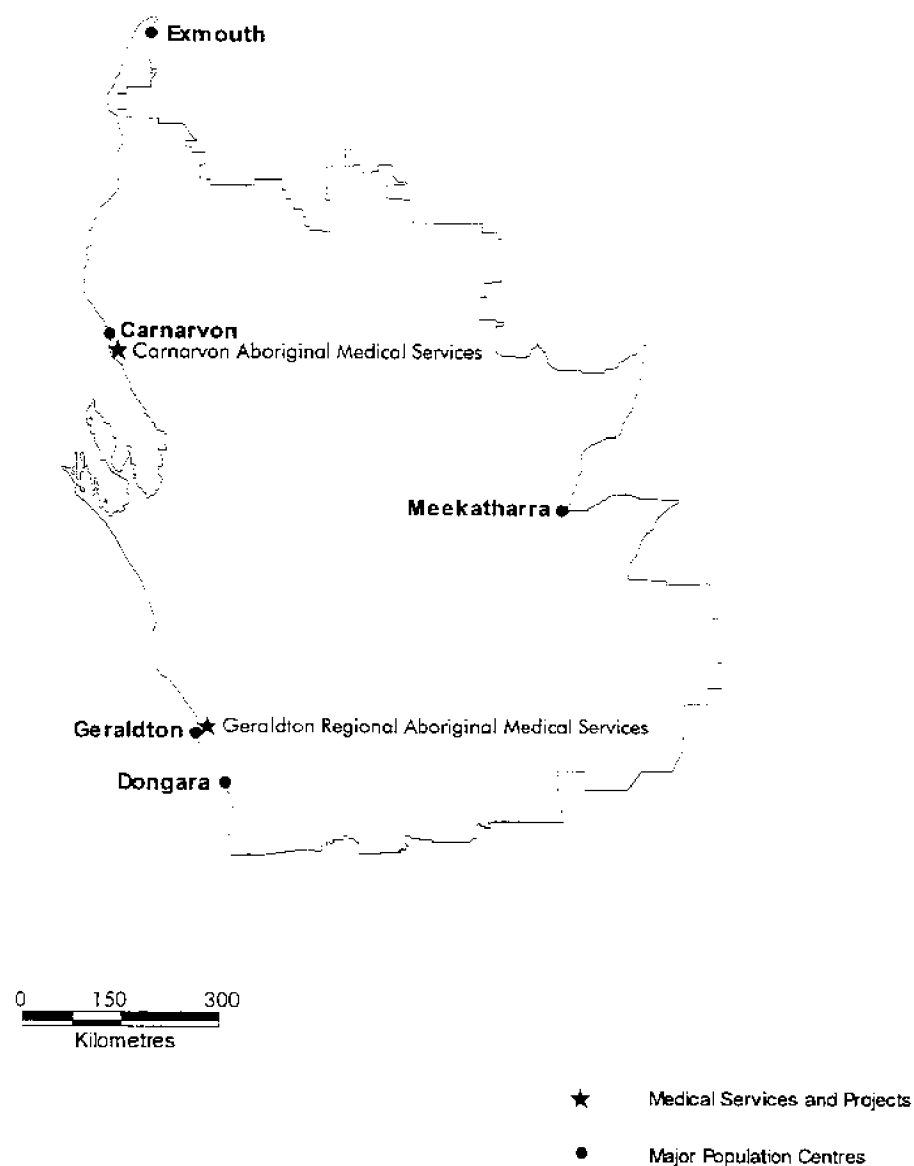 Exmouth
Carnarvon
Carnarvon Aboriginal Medical Services
Meekatharra
Geraldton
Geraldton Regional Aboriginal Medical Services
Dongara
0 150 300
Kilometres
Medical Services and Projects
Major Population Centres